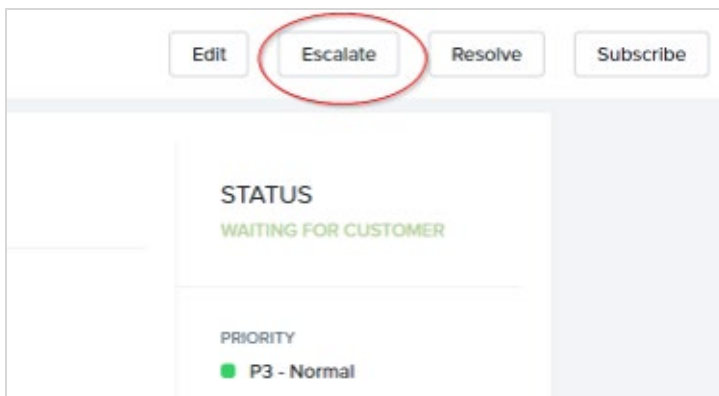 Edit Escalate Resolve Subscribe
STATUS
WAITING FOR CUSTOMER
PRIORITY
P3 - Normal